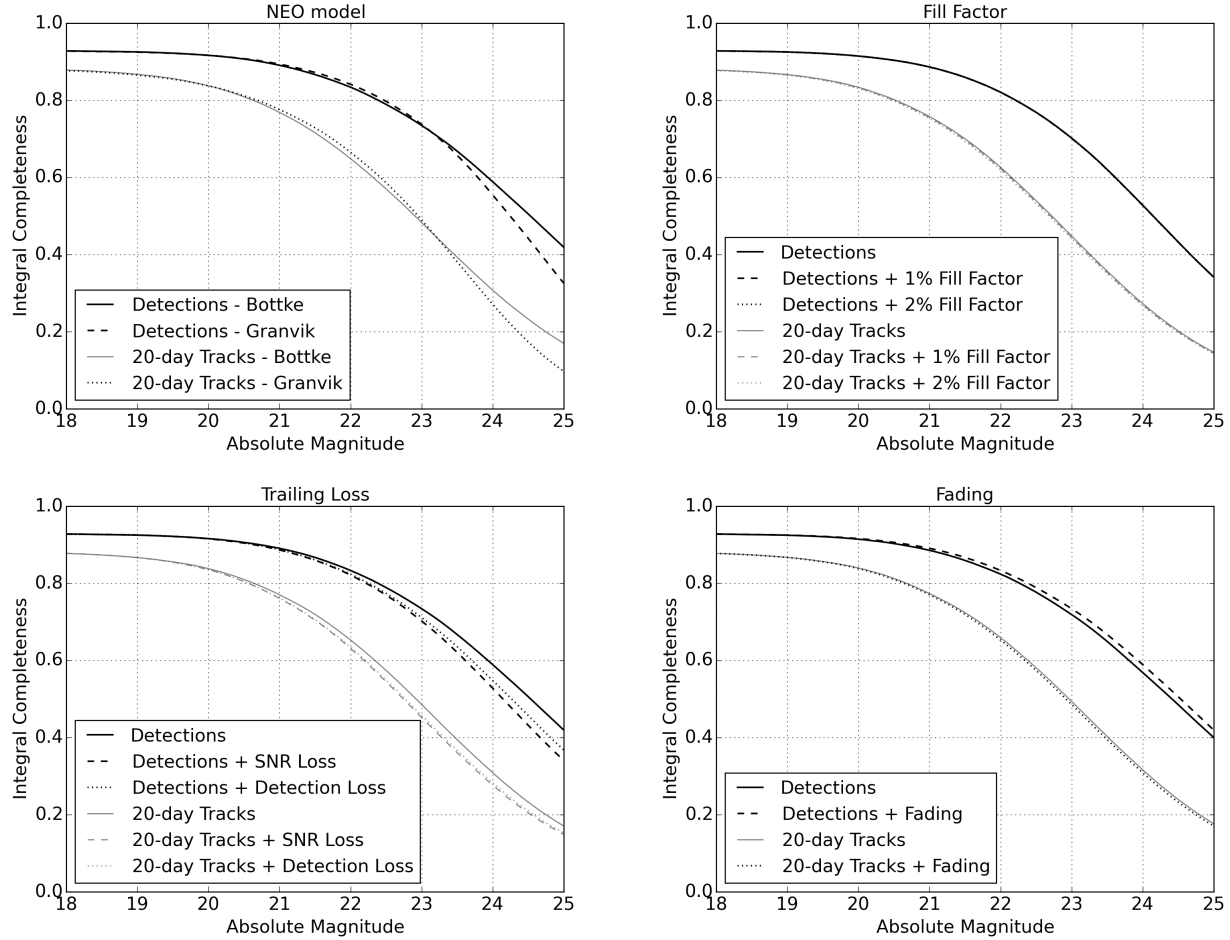 NEO model
1.0
0.8
0.6
0.4
0.2
0.0
Integral Completeness
Detections - Bottke
Detections - Granvik
20-day Tracks - Bottke
20-day Tracks - Granvik
18 19 20 21 22 23 24 25
Absolute Magnitude
Fill Factor
1.0
0.8
0.6
0.4
0.2
0.0
Integral Completeness
Detections
Detections + 1% Fill Factor
Detections + 2% Fill Factor
20-day Tracks
20-day Tracks + 1% Fill Factor
20-day Tracks + 2% Fill Factor
18 19 20 21 22 23 24 25
Absolute Magnitude
Trailing Loss
1.0
0.8
0.6
0.4
0.2
0.0
Integral Completeness
Detections
Detections + SNR Loss
Detections + Detection Loss
20-day Tracks
20-day Tracks + SNR Loss
20-day Tracks + Detection Loss
18 19 20 21 22 23 24 25
Absolute Magnitude
Fading
1.0
0.8
0.6
0.4
0.2
0.0
Integral Completeness
Detections
Detections + Fading
20-day Tracks
20-day Tracks + Fading
18 19 20 21 22 23 24 25
Absolute Magnitude